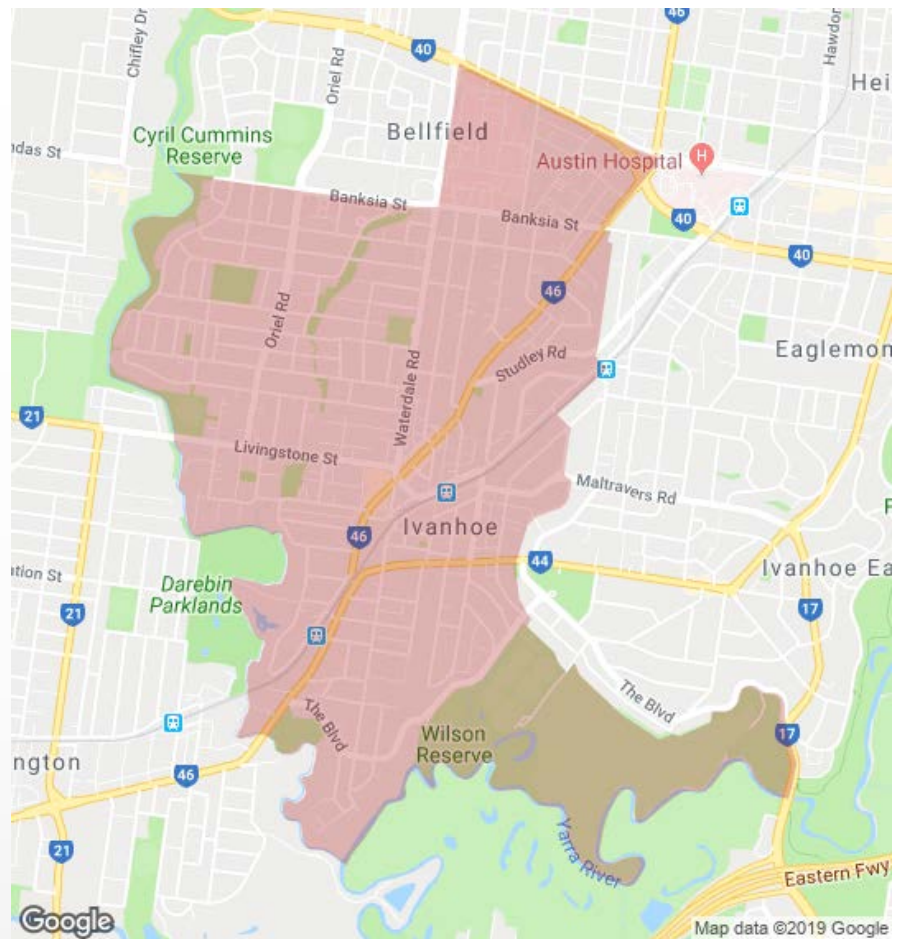 46
Chifley Dr
Oriel Rd
40
Hawdon
Hei
Bellfield
Cyril Cummins
Reserve
ndas St
Austin Hospital
H
Banksia St
Banksia St
40
40
46
Oriel Rd
Studley Rd
Eaglemon
Waterdale Rd
21
Livingstone St
Maltravers Rd
Ivanhoe
46
44
Ivanhoe Ea
ation St
Darebin
Parklands
21
17
The Blvd
The Blvd
Wilson
Reserve
17
ngton
46
Yarra River
21
Eastern Fwy
Google
Map data ©2019 Google